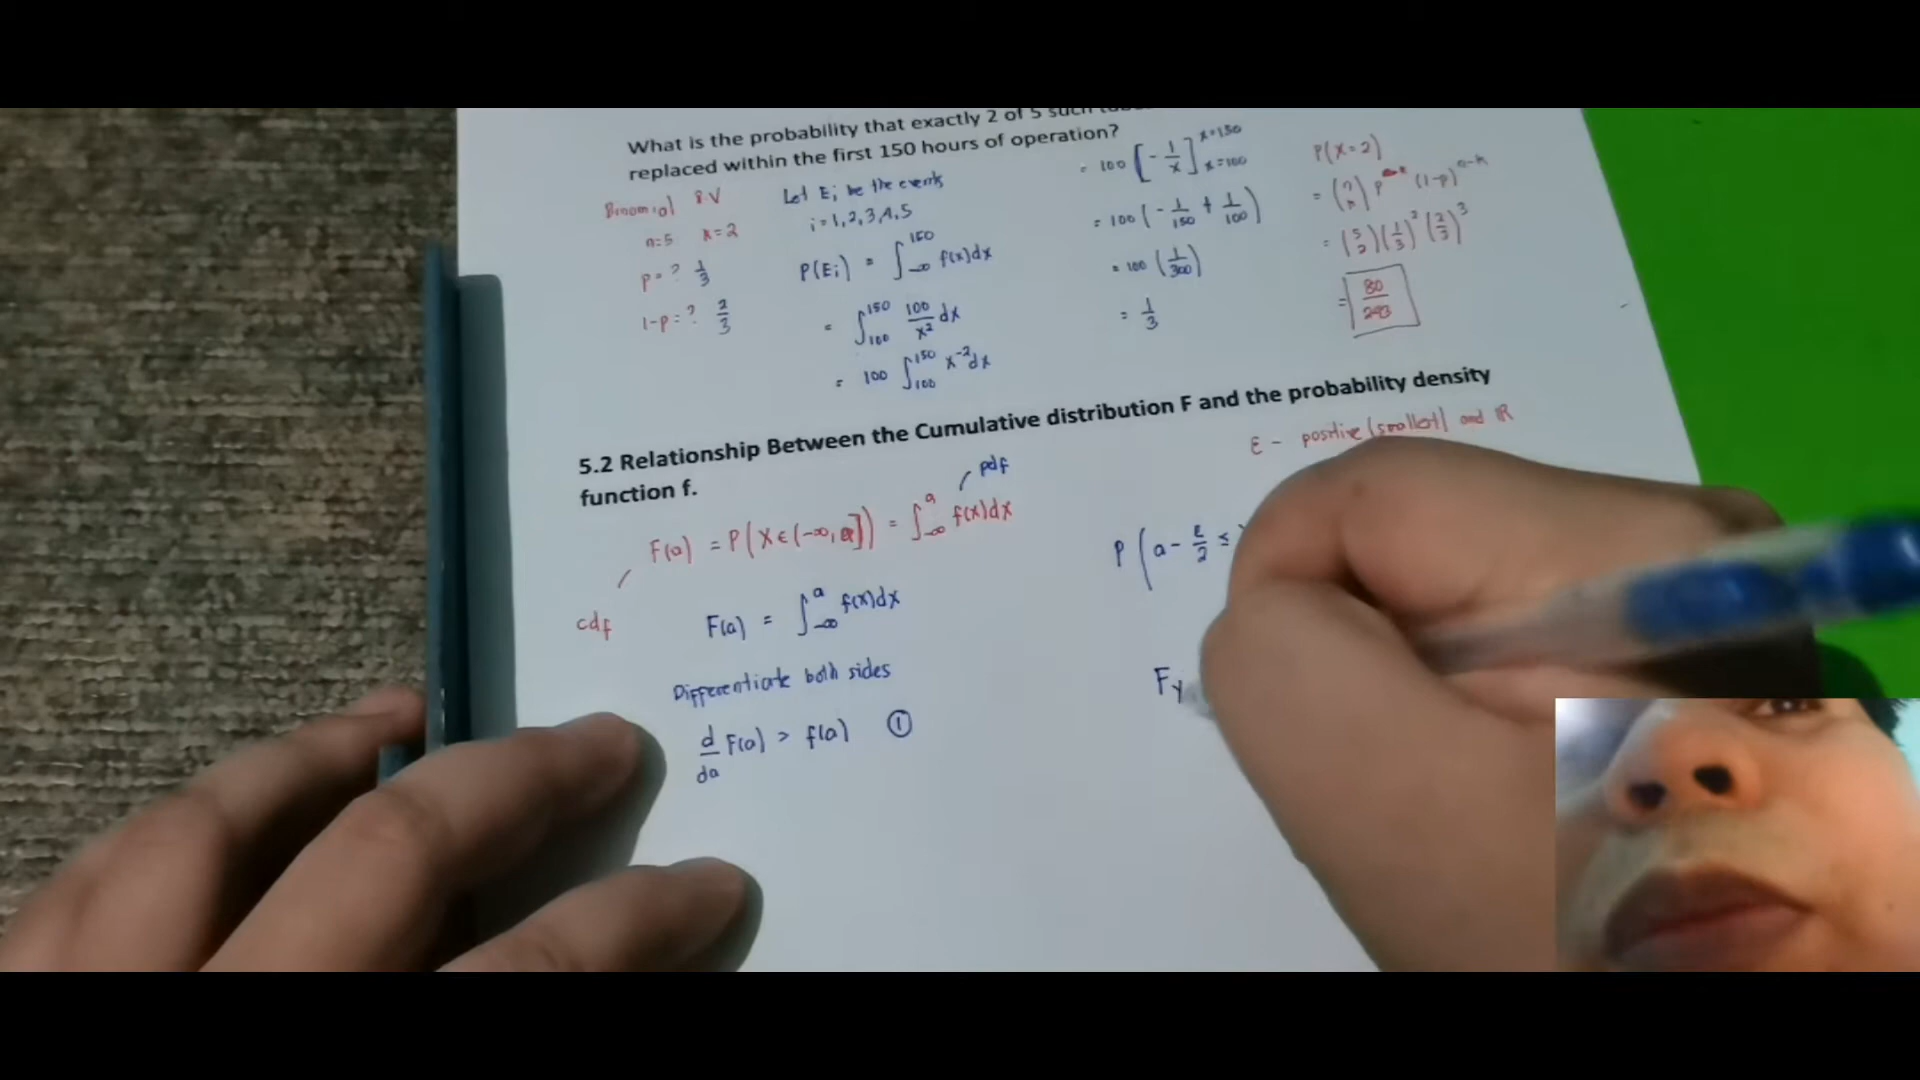 What is the probability that exactly 2 of 5 such
replaced within the first 150 hours of operation?
Binomial R.V
n=5 k=2
p=? 1/3
1-p=? 2/3
Let Ei be the events
i=1,2,3,4,5
P(Ei) = ∫_{-∞}^{150} f(x)dx
= ∫_{100}^{150} 100/x² dx
= 100 ∫_{100}^{150} x^{-2}dx
= 100 [-1/x]^{x=150}_{x=100}
= 100 (-1/150 + 1/100)
= 100 (1/300)
= 1/3
P(X=2)
(1-p)^{n-k}
= (5 2) (1/3)² (2/3)³
= 80/243
5.2 Relationship Between the Cumulative distribution F and the probability density
function f.
ε - positive (smallest) and ℝ
pdf
F(a) = P(X ∈ (-∞, a]) = ∫_{-∞}^{a} f(x)dx
cdf
F(a) = ∫_{-∞}^{a} f(x)dx
Differentiate both sides
d/da F(a) = f(a) ①
P (a - ε/2 ≤
F